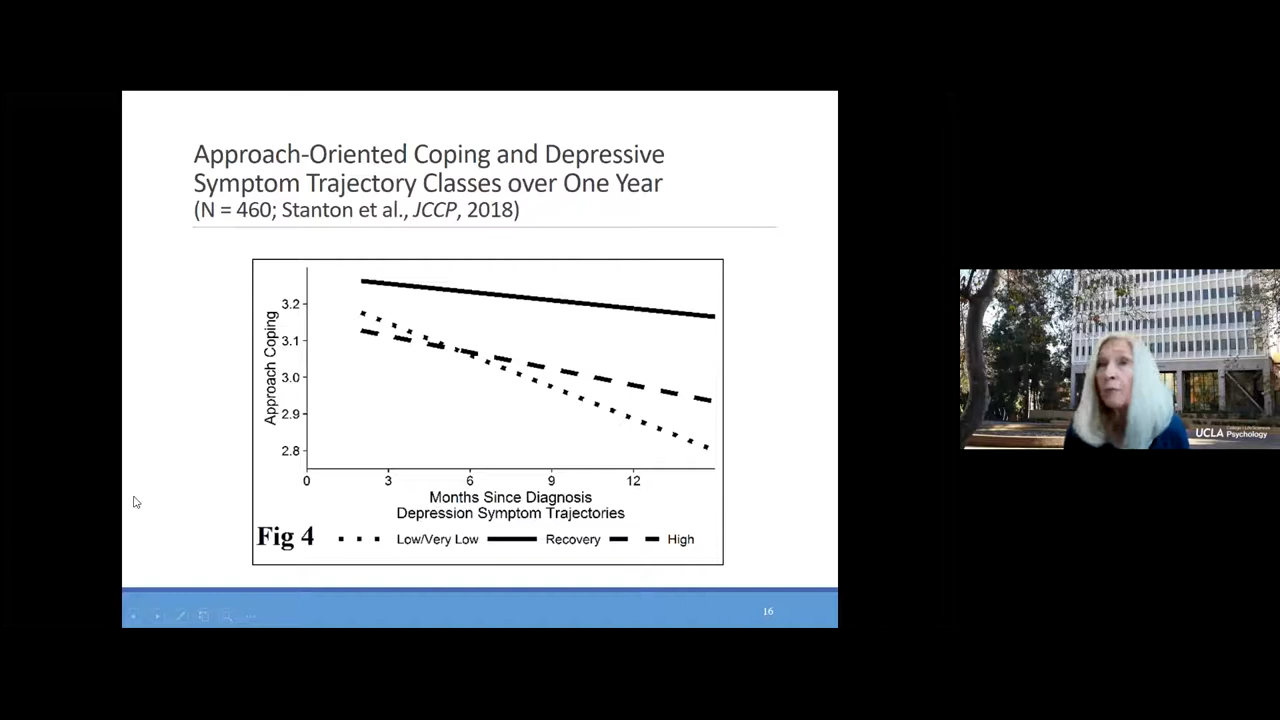 Approach-Oriented Coping and Depressive
Symptom Trajectory Classes over One Year
(N = 460; Stanton et al., JCCP, 2018)
Approach Coping
3.2
3.1
3.0
2.9
2.8
0 3 6 9 12
Months Since Diagnosis
Depression Symptom Trajectories
Fig 4 Low/Very Low Recovery High
16
UCLA Psychology